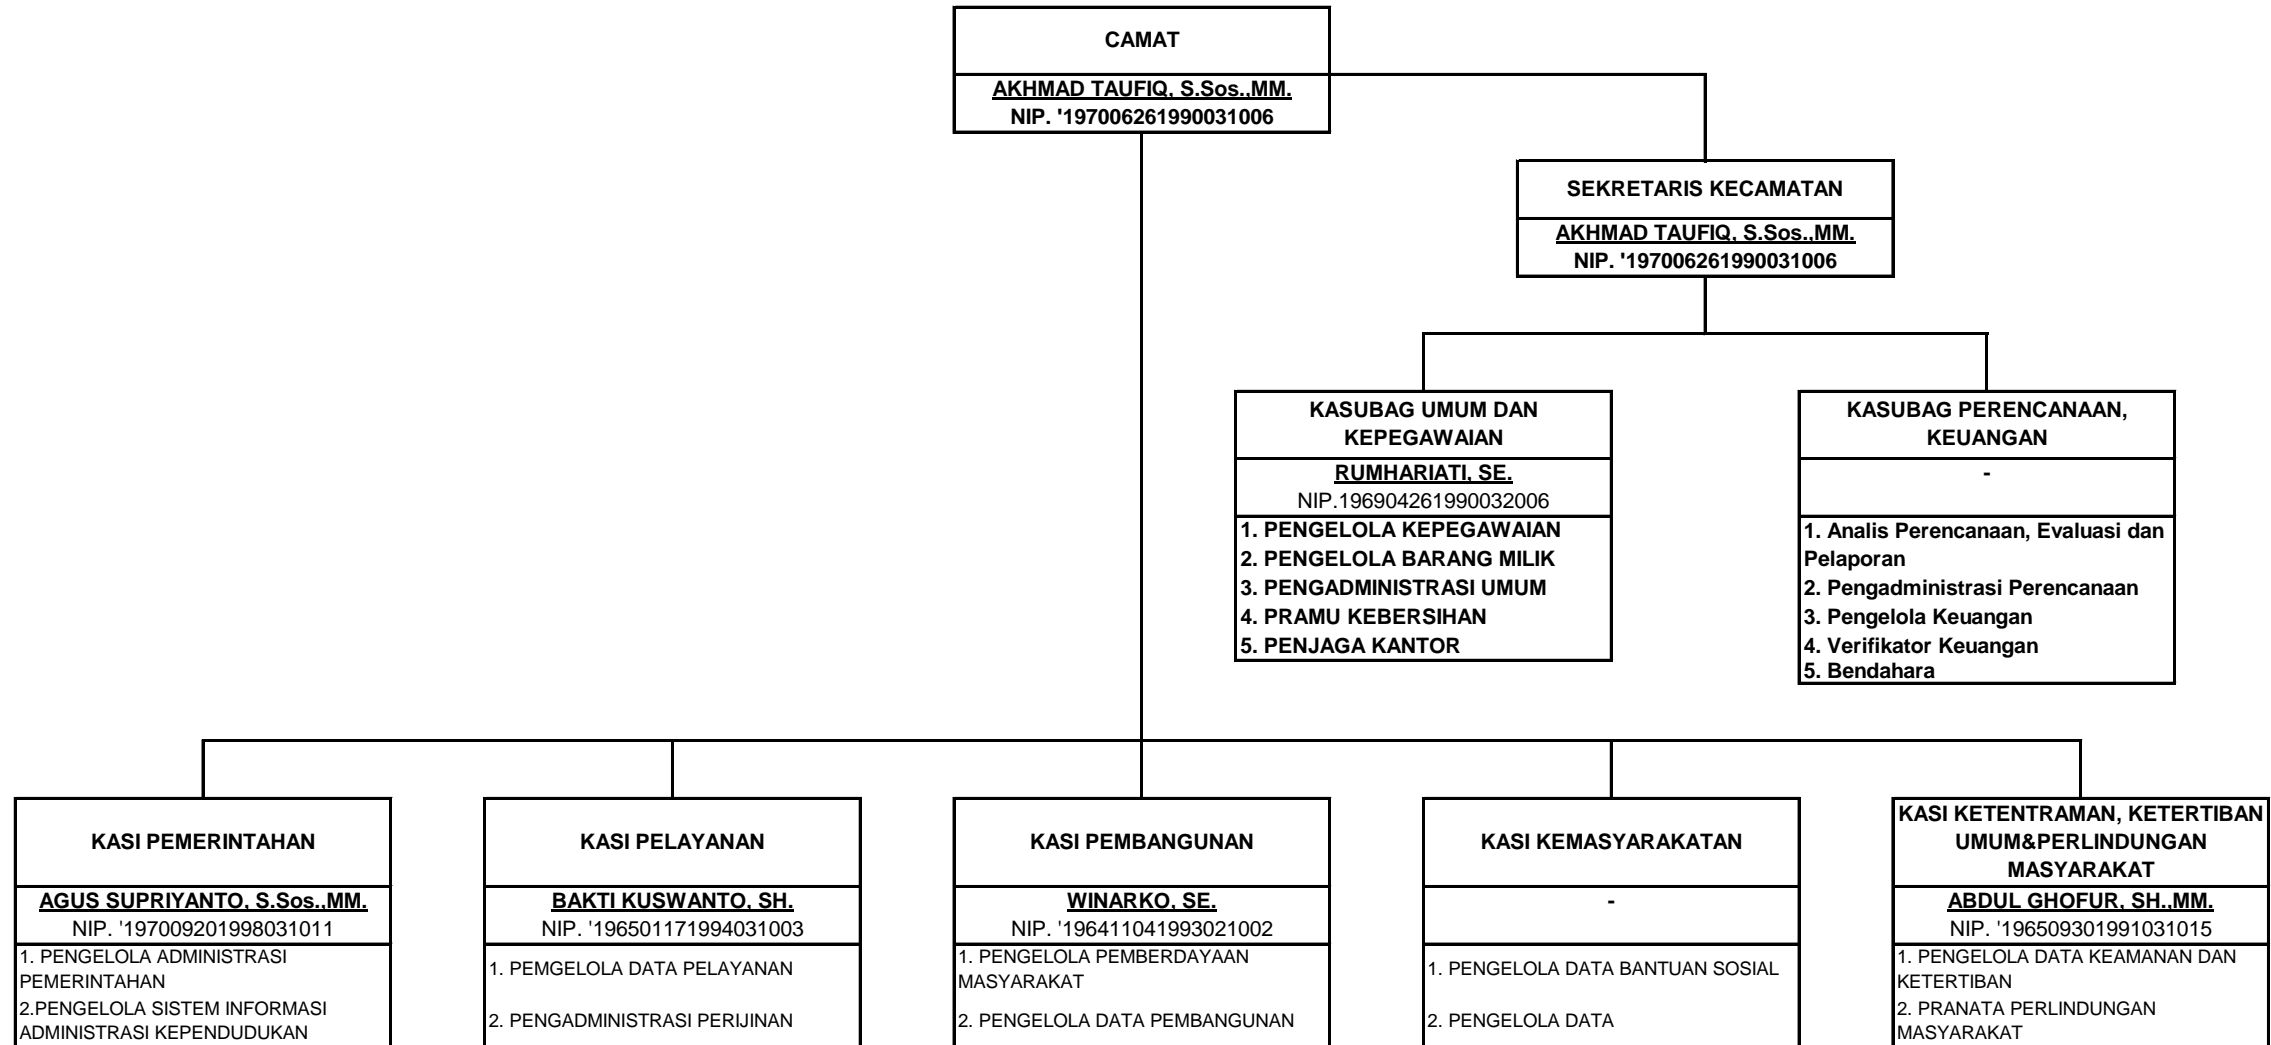 CAMAT
AKHMAD TAUFIQ, S.Sos.,MM.
NIP. '197006261990031006
SEKRETARIS KECAMATAN
AKHMAD TAUFIQ, S.Sos.,MM.
NIP. '197006261990031006
KASUBAG UMUM DAN
KEPEGAWAIAN
RUMHARIATI, SE.
NIP.196904261990032006
1. PENGELOLA KEPEGAWAIAN
2. PENGELOLA BARANG MILIK
3. PENGADMINISTRASI UMUM
4. PRAMU KEBERSIHAN
5. PENJAGA KANTOR
KASUBAG PERENCANAAN,
KEUANGAN
-
1. Analis Perencanaan, Evaluasi dan
Pelaporan
2. Pengadministrasi Perencanaan
3. Pengelola Keuangan
4. Verifikator Keuangan
5. Bendahara
KASI PEMERINTAHAN
AGUS SUPRIYANTO, S.Sos.,MM.
NIP. '197009201998031011
1. PENGELOLA ADMINISTRASI
PEMERINTAHAN
2.PENGELOLA SISTEM INFORMASI
ADMINISTRASI KEPENDUDUKAN
KASI PELAYANAN
BAKTI KUSWANTO, SH.
NIP. '196501171994031003
1. PEMGELOLA DATA PELAYANAN
2. PENGADMINISTRASI PERIJINAN
KASI PEMBANGUNAN
WINARKO, SE.
NIP. '196411041993021002
1. PENGELOLA PEMBERDAYAAN
MASYARAKAT
2. PENGELOLA DATA PEMBANGUNAN
KASI KEMASYARAKATAN
-
1. PENGELOLA DATA BANTUAN SOSIAL
2. PENGELOLA DATA
KASI KETENTRAMAN, KETERTIBAN
UMUM&PERLINDUNGAN
MASYARAKAT
ABDUL GHOFUR, SH.,MM.
NIP. '196509301991031015
1. PENGELOLA DATA KEAMANAN DAN
KETERTIBAN
2. PRANATA PERLINDUNGAN
MASYARAKAT